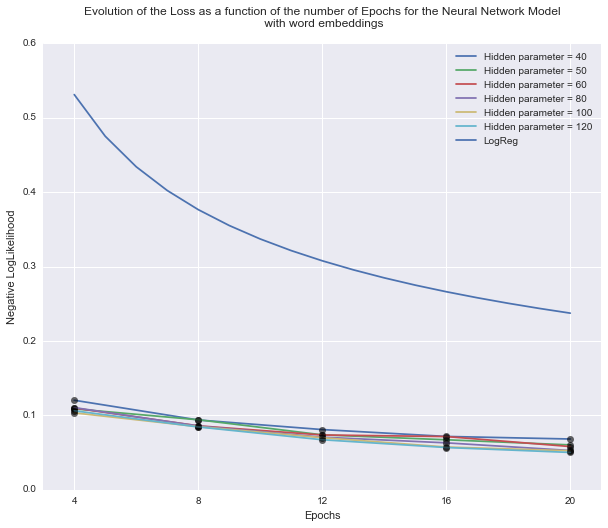 Evolution of the Loss as a function of the number of Epochs for the Neural Network Model
with word embeddings
0.6
0.5
0.4
0.3
0.2
0.1
0.0
Negative LogLikelihood
Hidden parameter = 40
Hidden parameter = 50
Hidden parameter = 60
Hidden parameter = 80
Hidden parameter = 100
Hidden parameter = 120
LogReg
4 8 12 16 20
Epochs